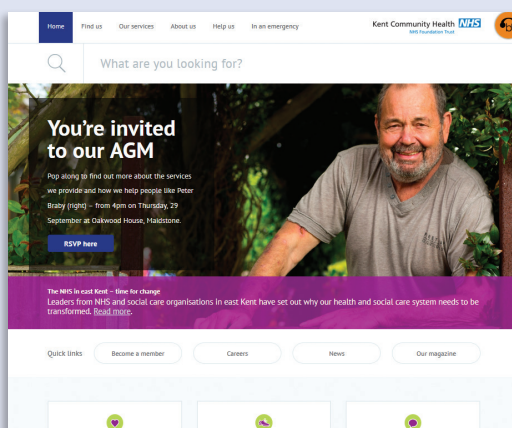 Home Find us Our services About us Help us In an emergency
Kent Community Health NHS
NHS Foundation Trust
What are you looking for?
You're invited
to our AGM
Pop along to find out more about the services
we provide and how we help people like Peter
Braby (right) – from 4pm on Thursday, 29
September at Oakwood House, Maidstone.
RSVP here
The NHS in east Kent – time for change
Leaders from NHS and social care organisations in east Kent have set out why our health and social care system needs to be
transformed. Read more.
Quick links Become a member Careers News Our magazine